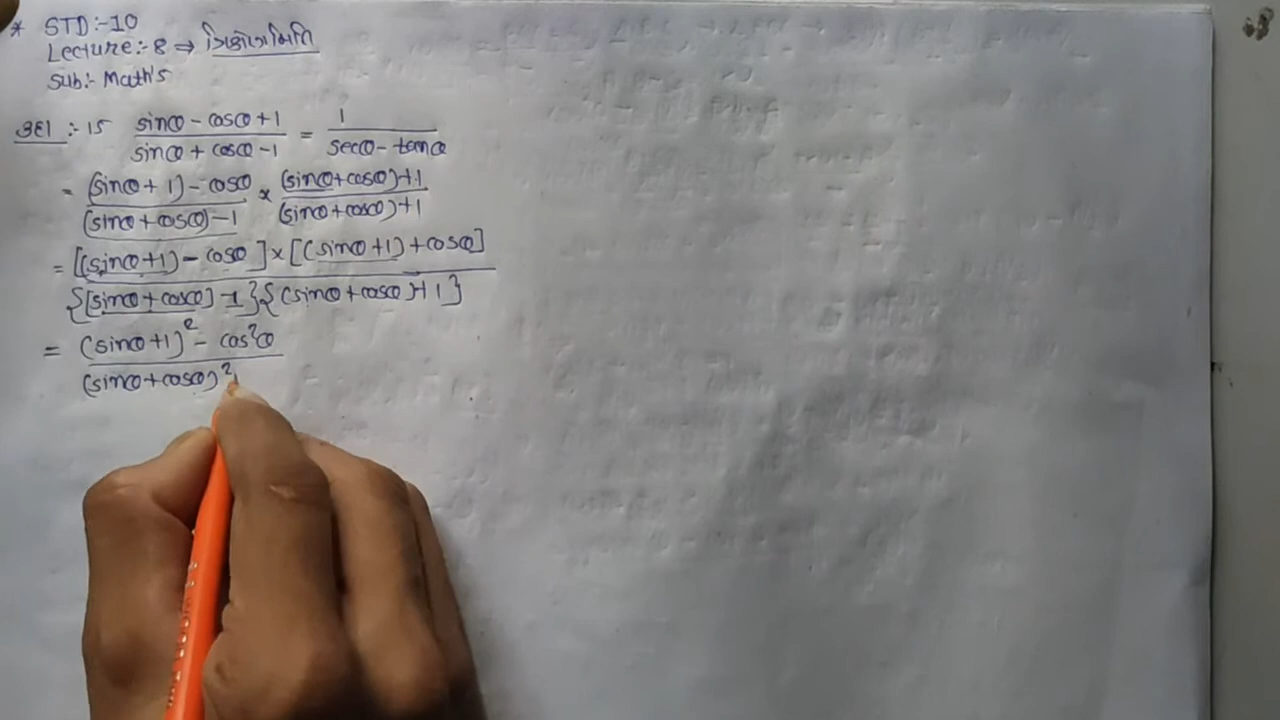 * STD:-10
Lecture:- 8 ⇒ ત્રિકોણમિતિ
Sub:- Math's
ઉદા :- 15 (sinθ - cosθ + 1)/(sinθ + cosθ - 1) = 1/(secθ - tanθ)
= ((sinθ + 1) - cosθ)/((sinθ + cosθ) - 1) × ((sinθ + cosθ) + 1)/((sinθ + cosθ) + 1)
= [(sinθ + 1) - cosθ] × [(sinθ + 1) + cosθ]/{[sinθ + cosθ] - 1}{(sinθ + cosθ) + 1}
= ((sinθ + 1)² - cos²θ)/(sinθ + cosθ)²